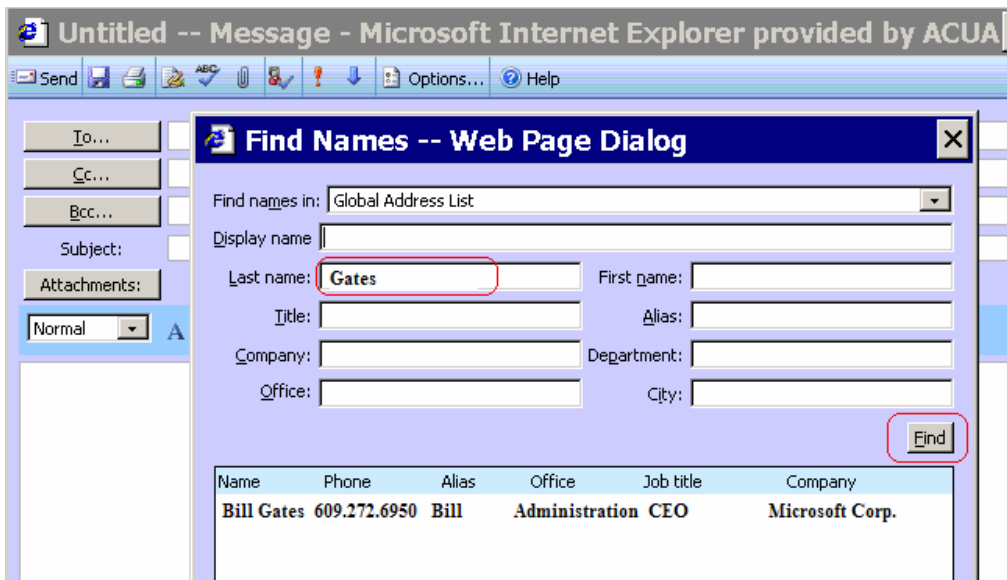 Untitled -- Message - Microsoft Internet Explorer provided by ACUA
Send ABC Options... Help
To...
Cc...
Bcc...
Subject:
Attachments:
Normal A
Find Names -- Web Page Dialog
Find names in: Global Address List
Display name
Last name: Gates First name:
Title: Alias:
Company: Department:
Office: City:
Find
Name Phone Alias Office Job title Company
Bill Gates 609.272.6950 Bill Administration CEO Microsoft Corp.